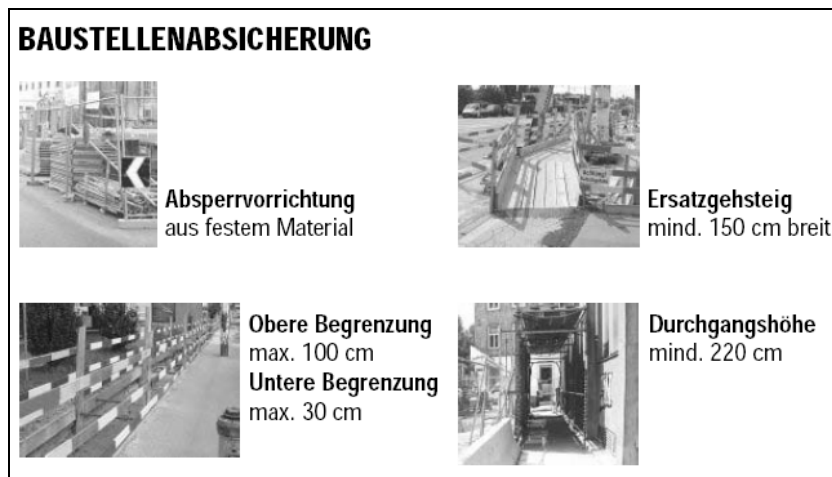 BAUSTELLENABSICHERUNG
Absperrvorrichtung
aus festem Material
Ersatzgehsteig
mind. 150 cm breit
Obere Begrenzung
max. 100 cm
Untere Begrenzung
max. 30 cm
Durchgangshöhe
mind. 220 cm